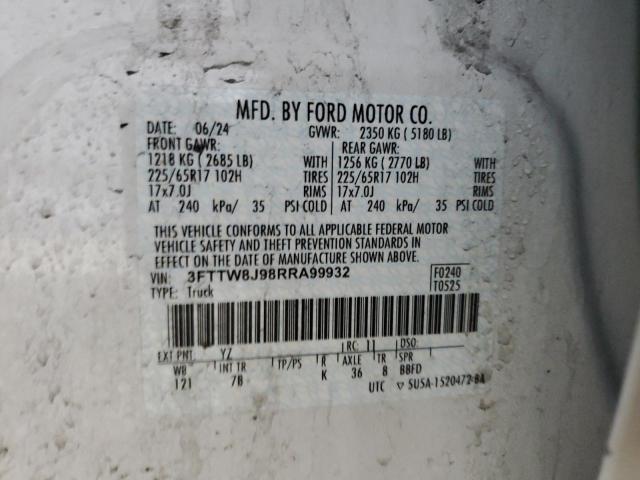 MFD. BY FORD MOTOR CO.
DATE: 06/24 GVWR: 2350 KG ( 5180 LB)
FRONT GAWR: REAR GAWR:
1218 KG ( 2685 LB) WITH 1256 KG ( 2770 LB) WITH
225/65R17 102H TIRES 225/65R17 102H TIRES
17x7.0J RIMS 17x7.0J RIMS
AT 240 kPa/ 35 PSI COLD AT 240 kPa/ 35 PSI COLD
THIS VEHICLE CONFORMS TO ALL APPLICABLE FEDERAL MOTOR
VEHICLE SAFETY AND THEFT PREVENTION STANDARDS IN
EFFECT ON THE DATE OF MANUFACTURE SHOWN ABOVE.
VIN: 3FTTW8J98RRA99932 F0240
TYPE: Truck T0525
EXT PNT: YZ RC: 11 DSO:
WB INT TR TP/PS R AXLE TR SPR
121 7B K 36 8 BBFD
UTC ▽ SU5A-1520472-BA